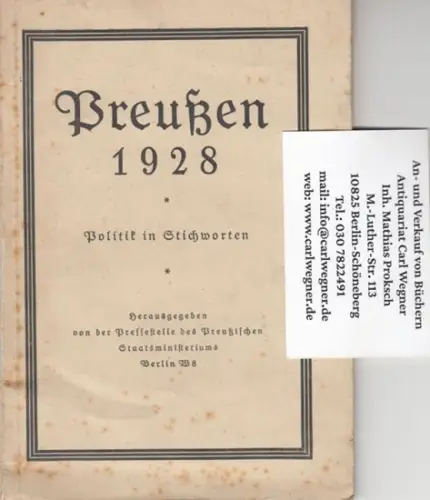 Preußen
1928
*
Politik in Stichworten
*
Herausgegeben
von der Pressestelle des Preußischen
Staatsministeriums
Berlin W8
An- und Verkauf von Büchern
Antiquariat Carl Wegner
Inh. Mathias Proksch
M.-Luther-Str. 113
10825 Berlin-Schöneberg
Tel.: 030 7822491
mail: info@carlwegner.de
web: www.carlwegner.de